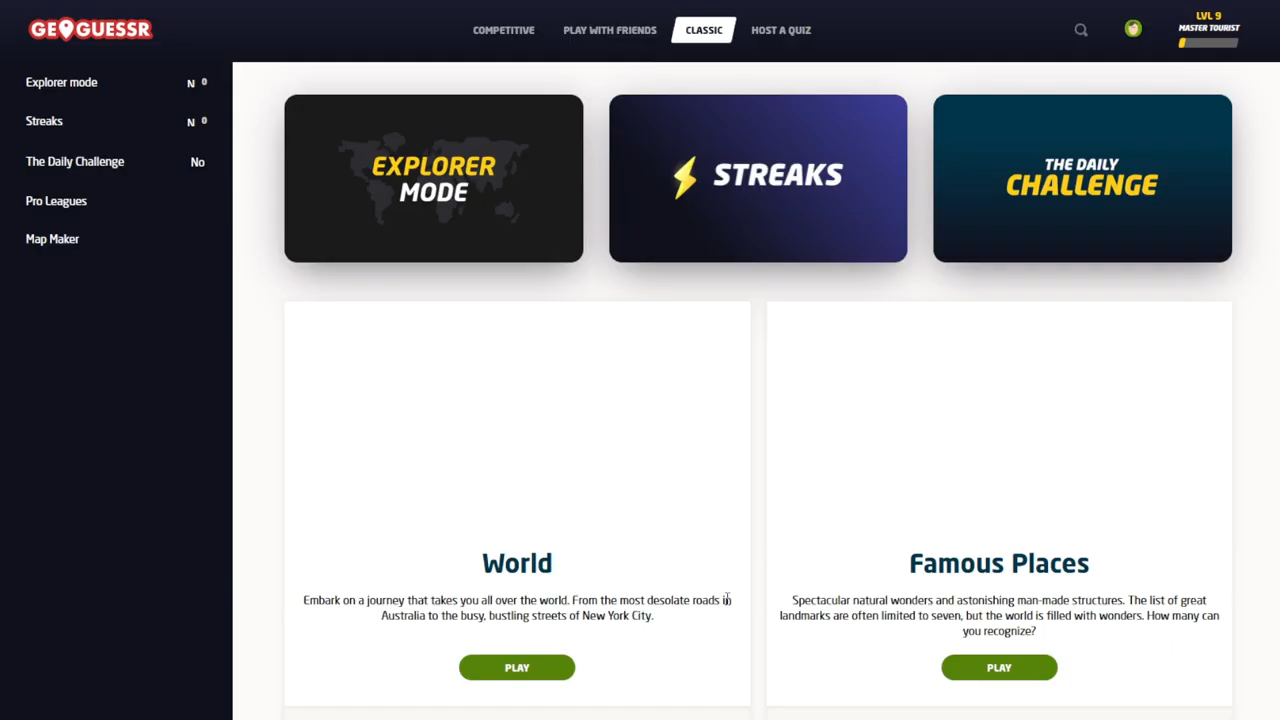 GEOGUESSR
COMPETITIVE
PLAY WITH FRIENDS
CLASSIC
HOST A QUIZ
LVL 9
MASTER TOURIST
Explorer mode
N 0
Streaks
N 0
The Daily Challenge
No
Pro Leagues
Map Maker
EXPLORER
MODE
STREAKS
THE DAILY
CHALLENGE
World
Embark on a journey that takes you all over the world. From the most desolate roads in
Australia to the busy, bustling streets of New York City.
PLAY
Famous Places
Spectacular natural wonders and astonishing man-made structures. The list of great
landmarks are often limited to seven, but the world is filled with wonders. How many can
you recognize?
PLAY